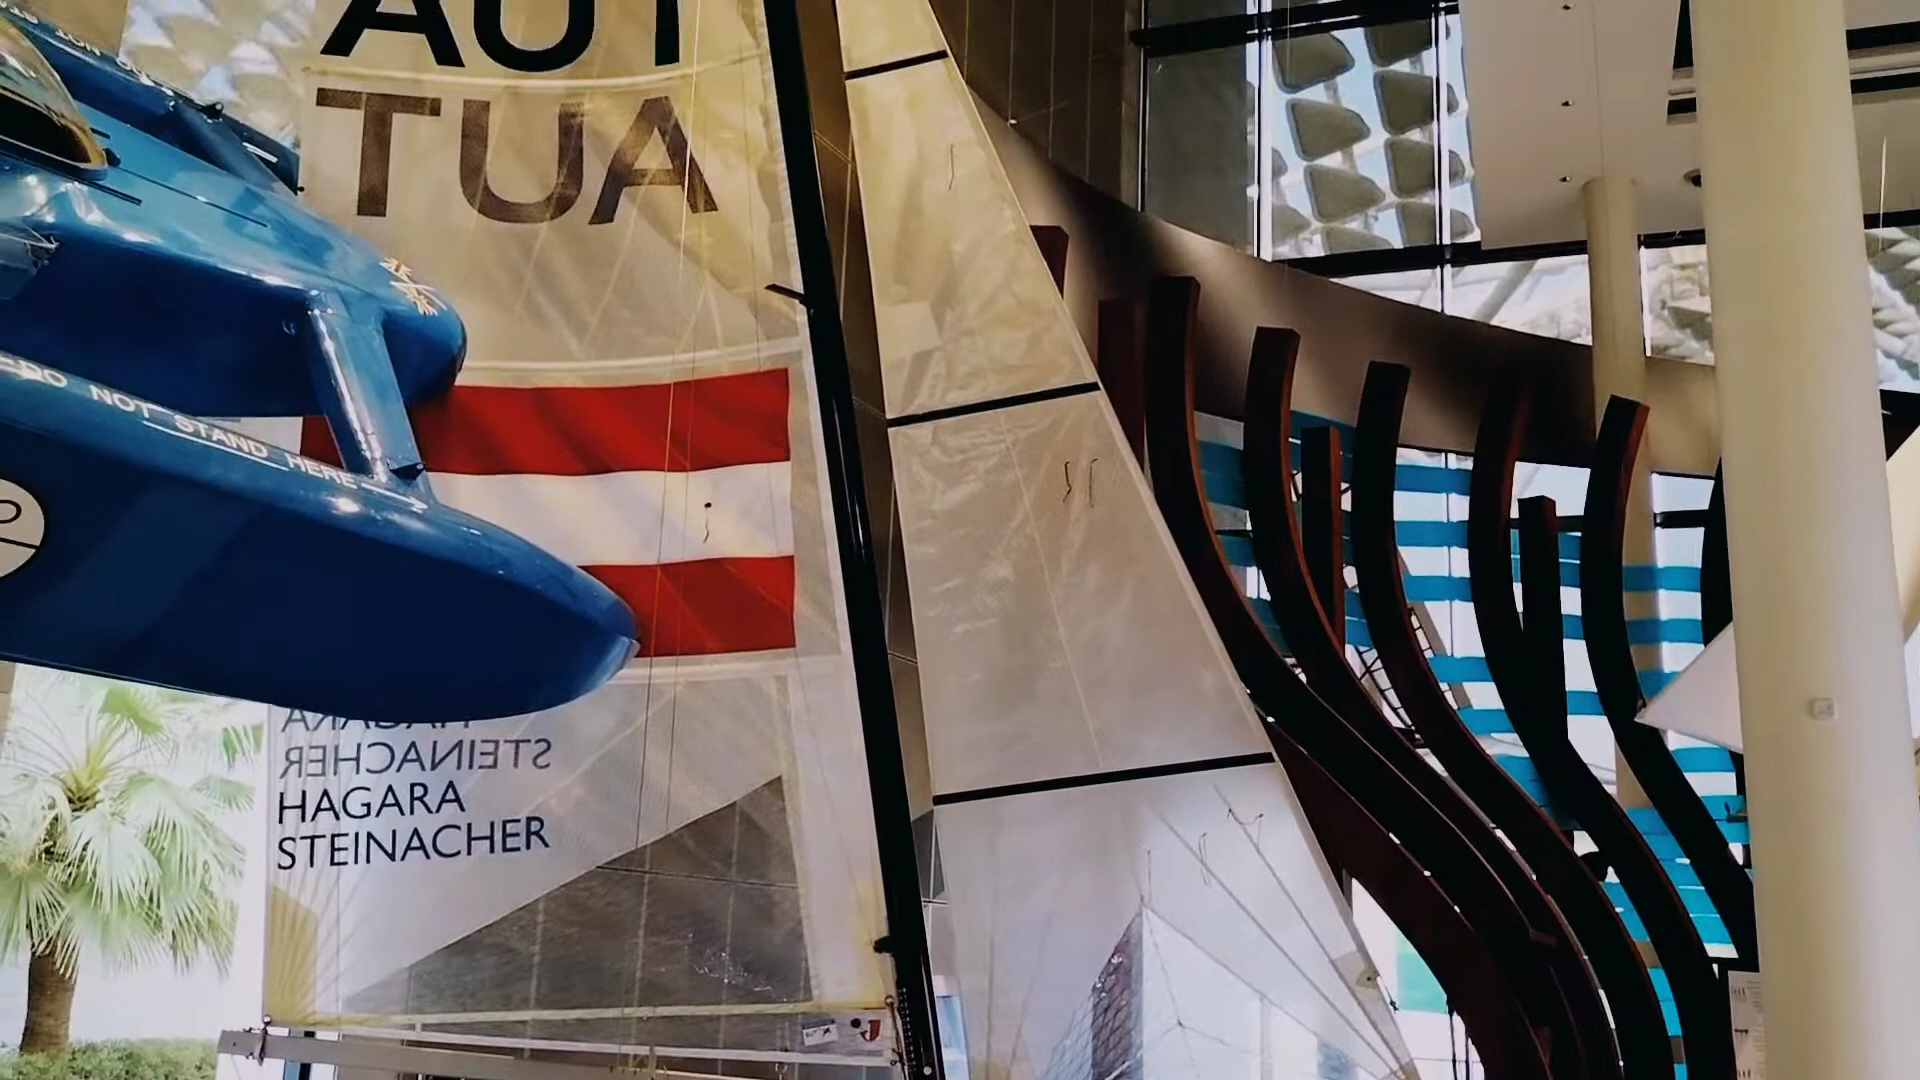 AUT
TUA
DO NOT STAND HERE
HAGARA
STEINACHER
HAGARA
STEINACHER